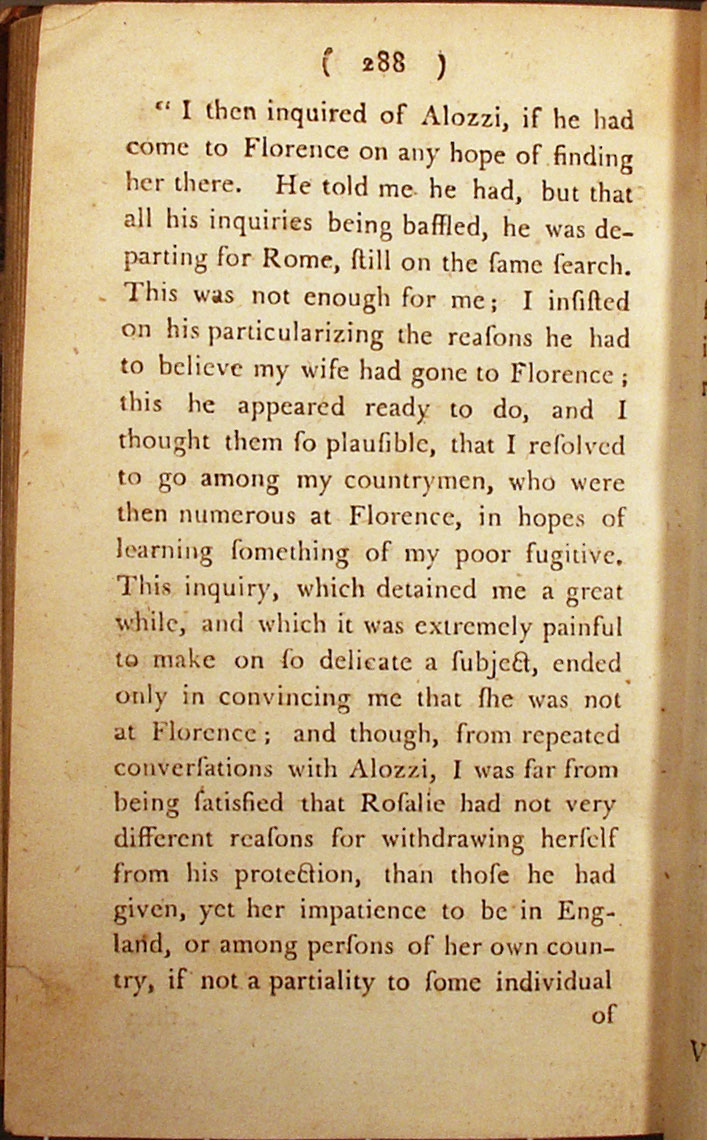 ( 288 )
“ I then inquired of Alozzi, if he had
come to Florence on any hope of finding
her there. He told me he had, but that
all his inquiries being baffled, he was de-
parting for Rome, ſtill on the ſame ſearch.
This was not enough for me; I inſiſted
on his particularizing the reaſons he had
to believe my wife had gone to Florence;
this he appeared ready to do, and I
thought them ſo plauſible, that I reſolved
to go among my countrymen, who were
then numerous at Florence, in hopes of
learning ſomething of my poor fugitive.
This inquiry, which detained me a great
while, and which it was extremely painful
to make on ſo delicate a ſubject, ended
only in convincing me that ſhe was not
at Florence; and though, from repeated
converſations with Alozzi, I was far from
being ſatisfied that Roſalie had not very
different reaſons for withdrawing herſelf
from his protection, than thoſe he had
given, yet her impatience to be in Eng-
land, or among perſons of her own coun-
try, if not a partiality to ſome individual
of
V